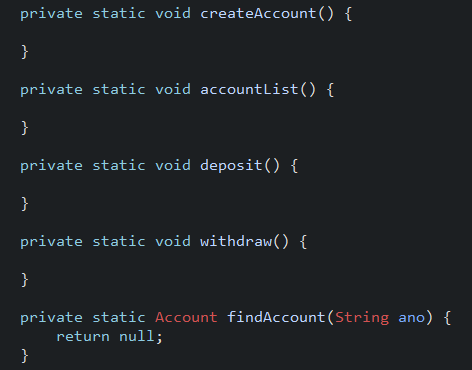 private static void createAccount() {
}
private static void accountList() {
}
private static void deposit() {
}
private static void withdraw() {
}
private static Account findAccount(String ano) {
return null;
}